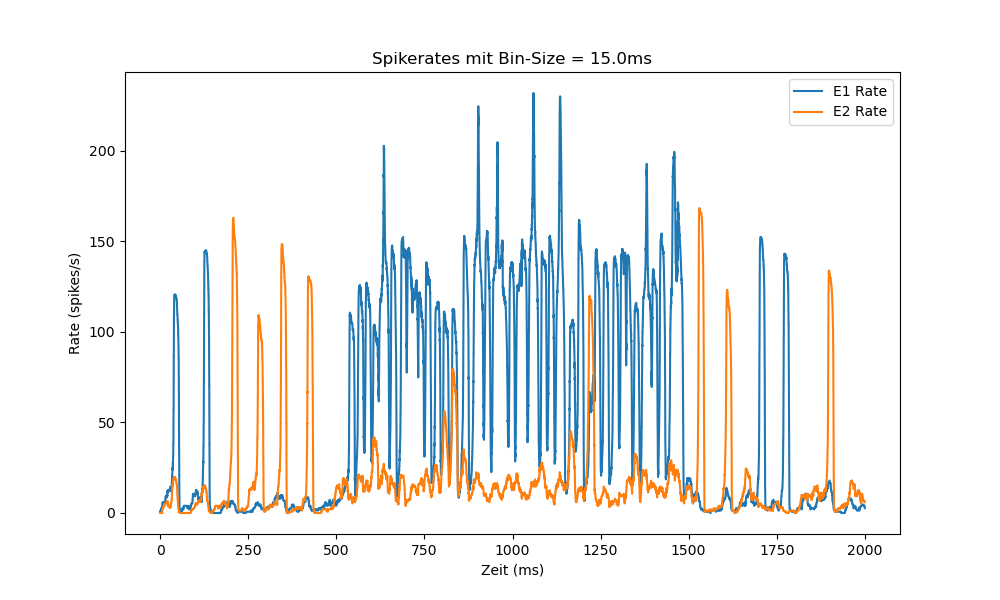 Spikerates mit Bin-Size = 15.0ms
E1 Rate
E2 Rate
Rate (spikes/s)
200
150
100
50
0
0 250 500 750 1000 1250 1500 1750 2000
Zeit (ms)